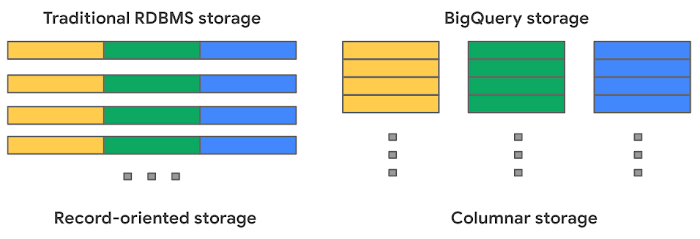 Traditional RDBMS storage
BigQuery storage
Record-oriented storage
Columnar storage